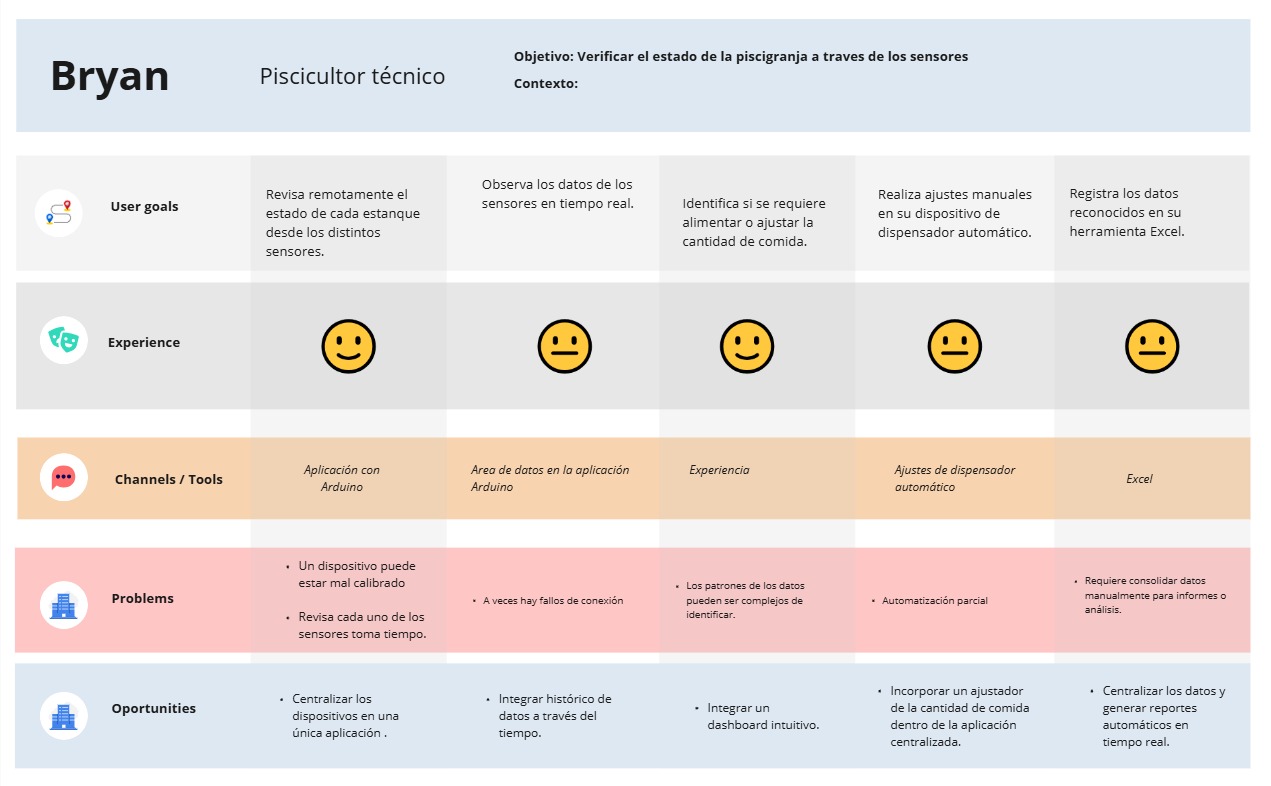 Bryan
Piscicultor técnico
Objetivo: Verificar el estado de la piscigranja a traves de los sensores
Contexto:
User goals
Revisa remotamente el
estado de cada estanque
desde los distintos
sensores.
Observa los datos de los
sensores en tiempo real.
Identifica si se requiere
alimentar o ajustar la
cantidad de comida.
Realiza ajustes manuales
en su dispositivo de
dispensador automático.
Registra los datos
reconocidos en su
herramienta Excel.
Experience
Channels / Tools
Aplicación con
Arduino
Area de datos en la aplicación
Arduino
Experiencia
Ajustes de dispensador
automático
Excel
Problems
• Un dispositivo puede
estar mal calibrado
• Revisa cada uno de los
sensores toma tiempo.
• A veces hay fallos de conexión
• Los patrones de los datos
pueden ser complejos de
identificar.
• Automatización parcial
• Requiere consolidar datos
manualmente para informes o
análisis.
Oportunities
• Centralizar los
dispositivos en una
única aplicación .
• Integrar histórico de
datos a través del
tiempo.
• Integrar un
dashboard intuitivo.
• Incorporar un ajustador
de la cantidad de comida
dentro de la aplicación
centralizada.
• Centralizar los datos y
generar reportes
automáticos en
tiempo real.